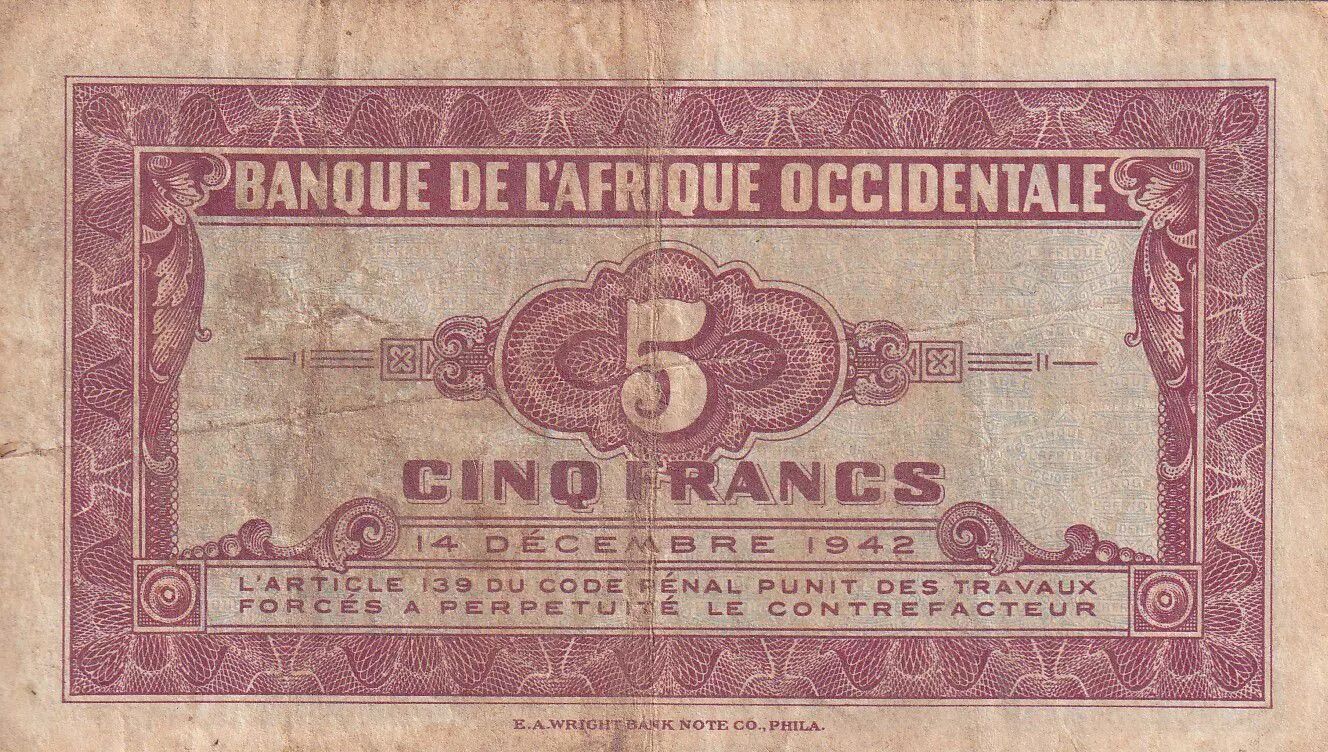 BANQUE DE L'AFRIQUE OCCIDENTALE
5
CINQ FRANCS
14 DÉCEMBRE 1942
L'ARTICLE 139 DU CODE PÉNAL PUNIT DES TRAVAUX
FORCÉS A PERPETUITÉ LE CONTREFACTEUR
E.A.WRIGHT BANK NOTE CO., PHILA.